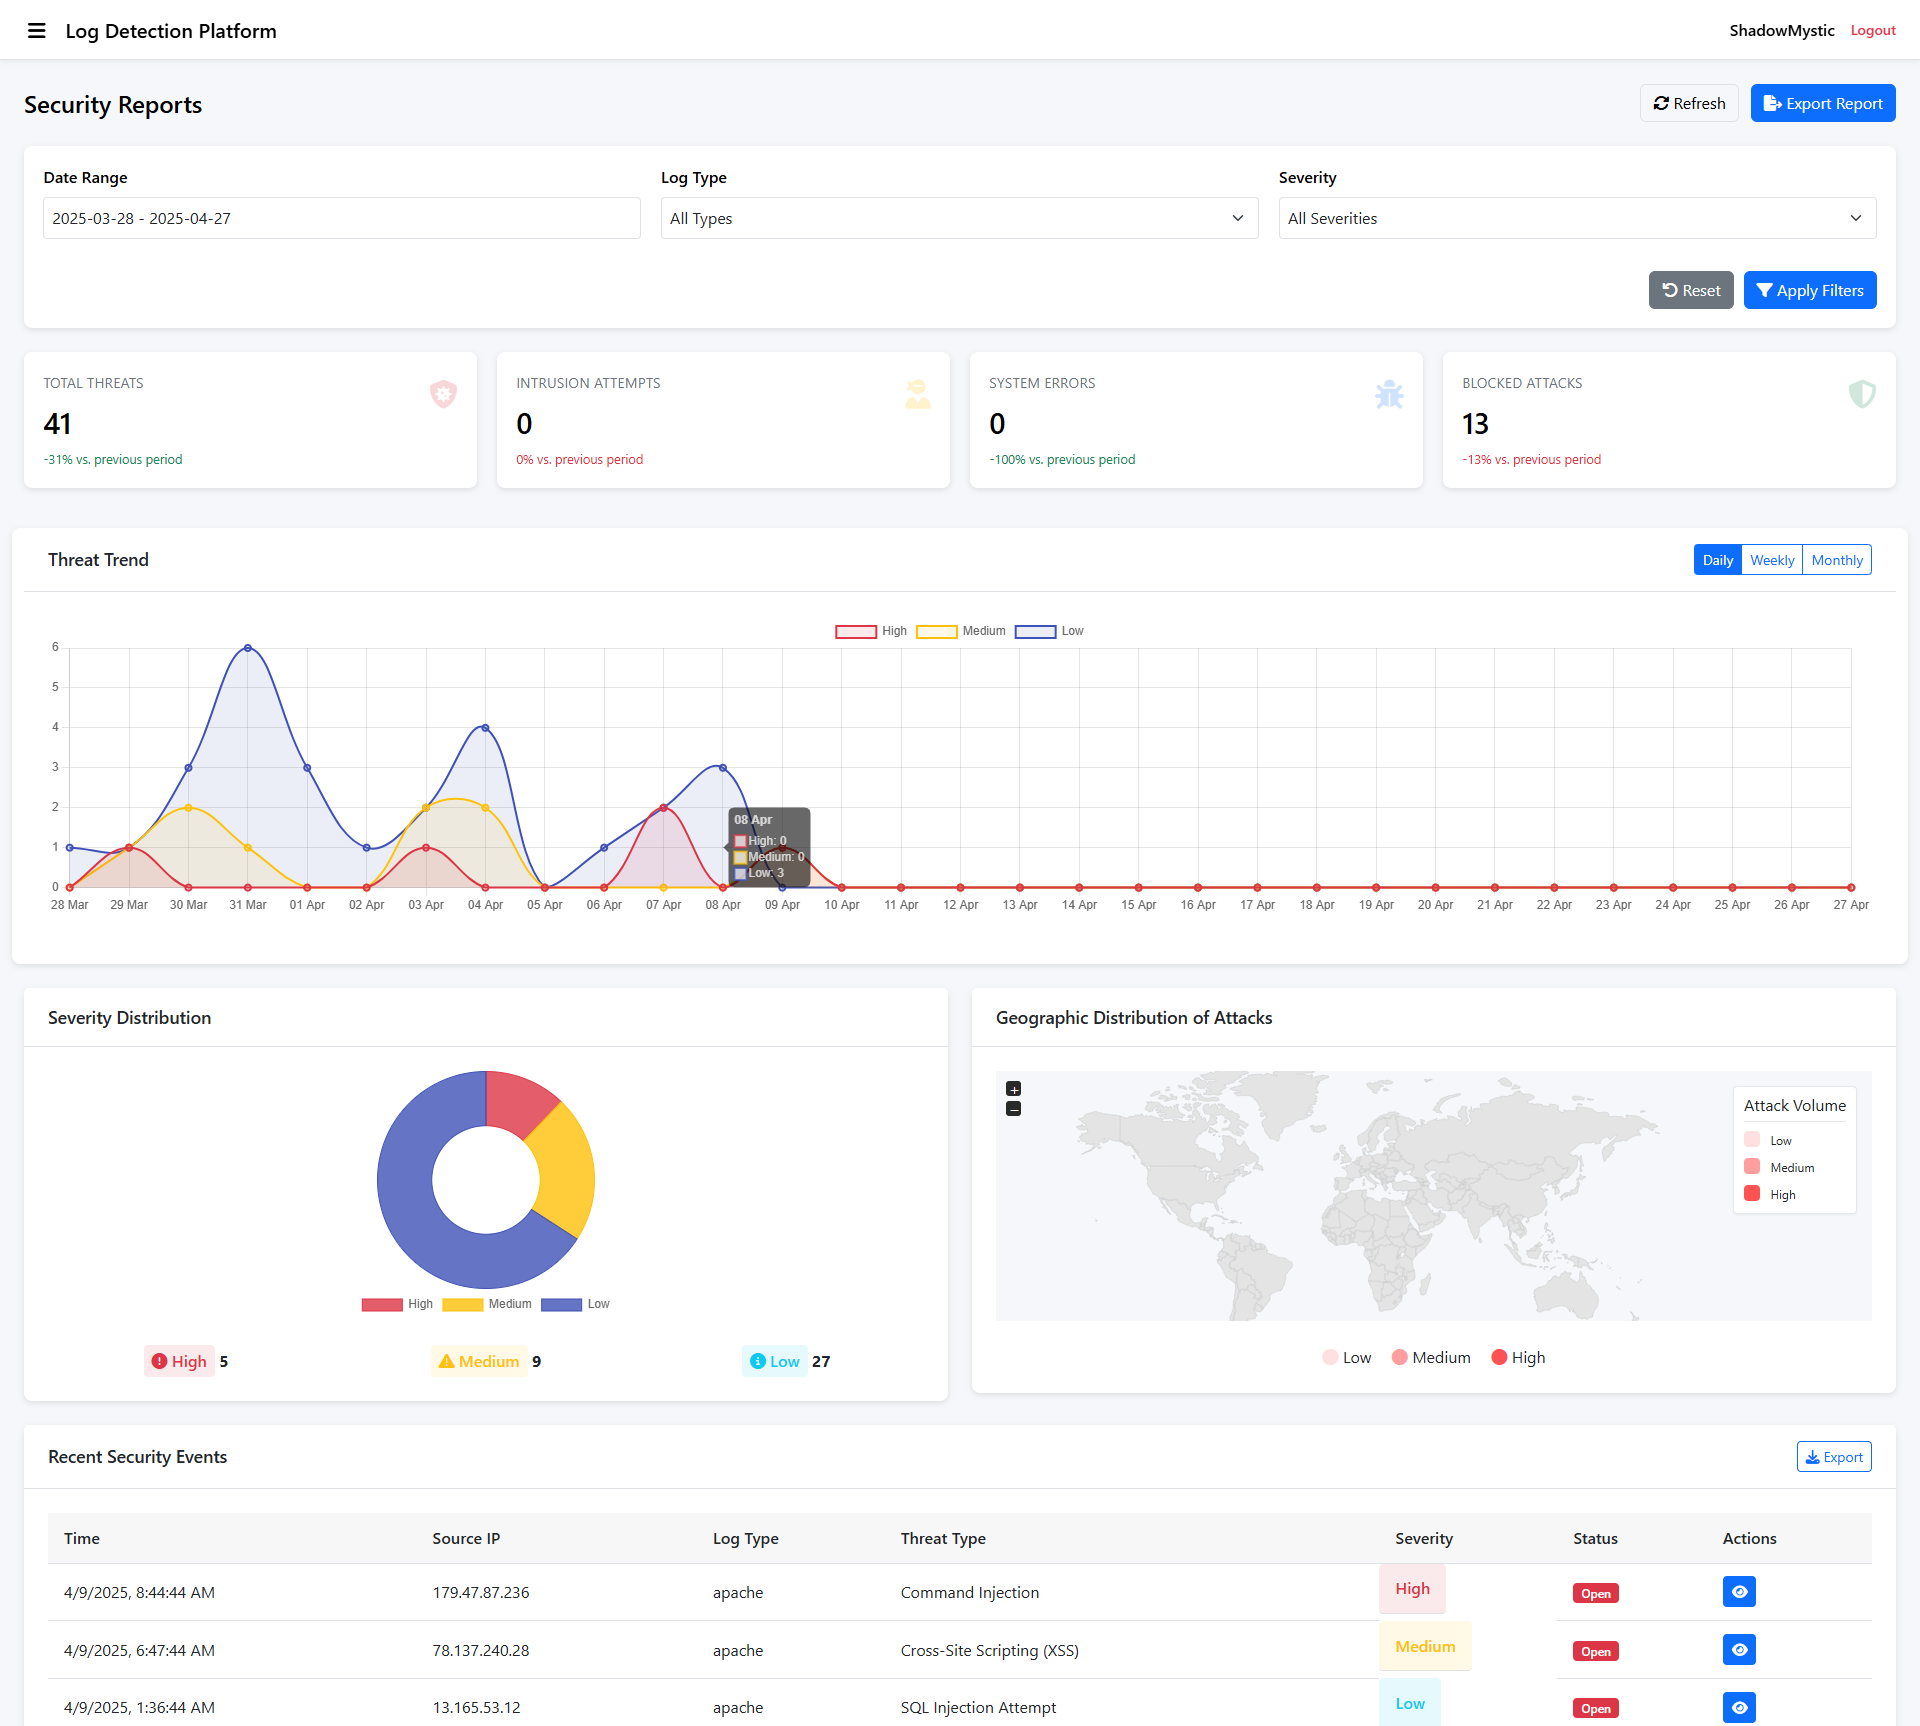 Log Detection Platform
ShadowMystic Logout
Security Reports
Refresh Export Report
Date Range Log Type Severity
2025-03-28 - 2025-04-27 All Types All Severities
Reset Apply Filters
TOTAL THREATS INTRUSION ATTEMPTS SYSTEM ERRORS BLOCKED ATTACKS
41 0 0 13
-31% vs. previous period 0% vs. previous period -100% vs. previous period -13% vs. previous period
Threat Trend Daily Weekly Monthly
High Medium Low
6
5
4
3
2
1
0
08 Apr
High: 0
Medium: 0
Low: 3
28 Mar 29 Mar 30 Mar 31 Mar 01 Apr 02 Apr 03 Apr 04 Apr 05 Apr 06 Apr 07 Apr 08 Apr 09 Apr 10 Apr 11 Apr 12 Apr 13 Apr 14 Apr 15 Apr 16 Apr 17 Apr 18 Apr 19 Apr 20 Apr 21 Apr 22 Apr 23 Apr 24 Apr 25 Apr 26 Apr 27 Apr
Severity Distribution
High Medium Low
High 5 Medium 9 Low 27
Geographic Distribution of Attacks
+
−
Attack Volume
Low
Medium
High
Low Medium High
Recent Security Events Export
Time Source IP Log Type Threat Type Severity Status Actions
4/9/2025, 8:44:44 AM 179.47.87.236 apache Command Injection High Open
4/9/2025, 6:47:44 AM 78.137.240.28 apache Cross-Site Scripting (XSS) Medium Open
4/9/2025, 1:36:44 AM 13.165.53.12 apache SQL Injection Attempt Low Open